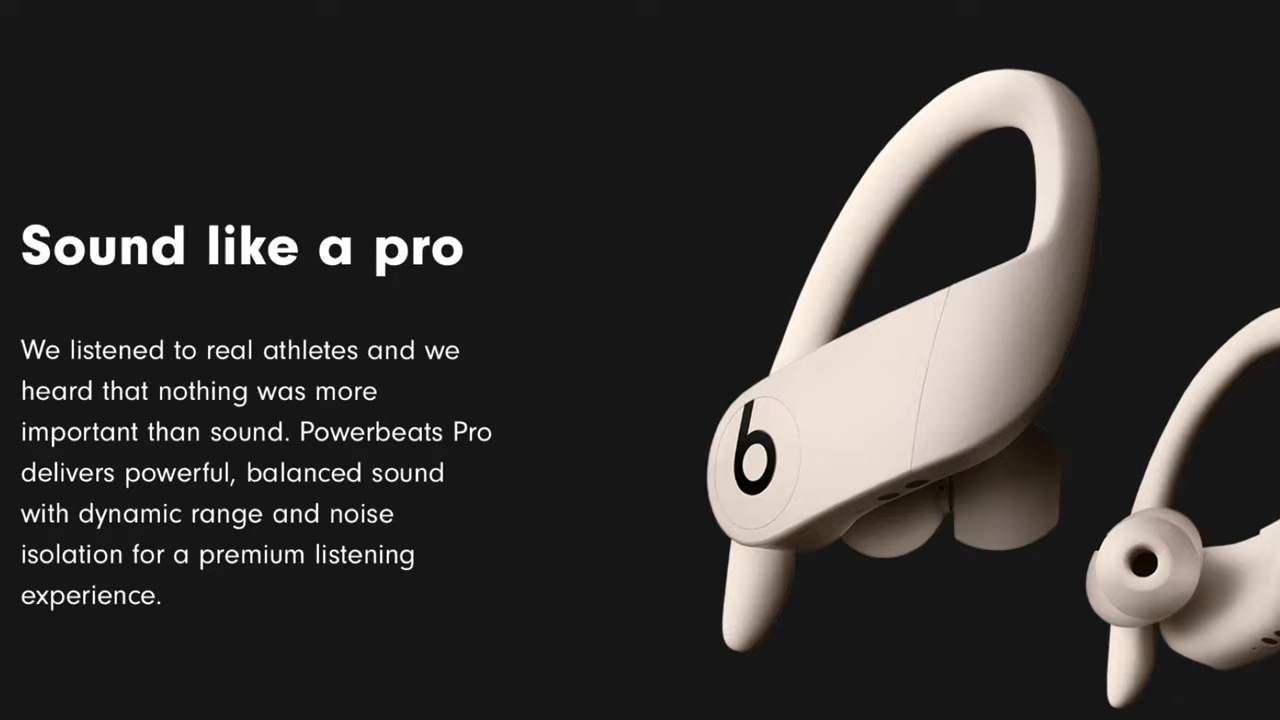 Sound like a pro
We listened to real athletes and we
heard that nothing was more
important than sound. Powerbeats Pro
delivers powerful, balanced sound
with dynamic range and noise
isolation for a premium listening
experience.
b